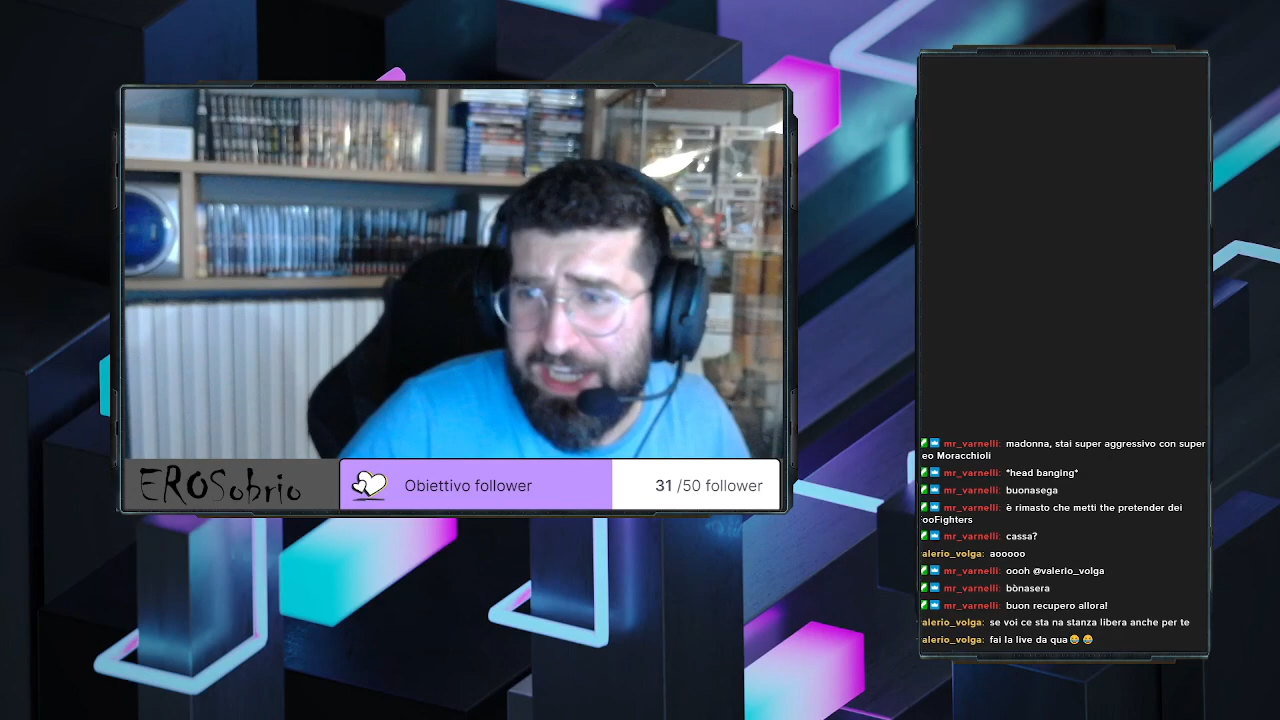 EROSobrio
Obiettivo follower
31 /50 follower
mr_varnelli: madonna, stai super aggressivo con super
eo Moracchioli
mr_varnelli: *head banging*
mr_varnelli: buonasega
mr_varnelli: è rimasto che metti the pretender dei
ooFighters
mr_varnelli: cassa?
alerio_volga: aooooo
mr_varnelli: oooh @valerio_volga
mr_varnelli: bònasera
mr_varnelli: buon recupero allora!
alerio_volga: se voi ce sta na stanza libera anche per te
alerio_volga: fai la live da qua😂 😂